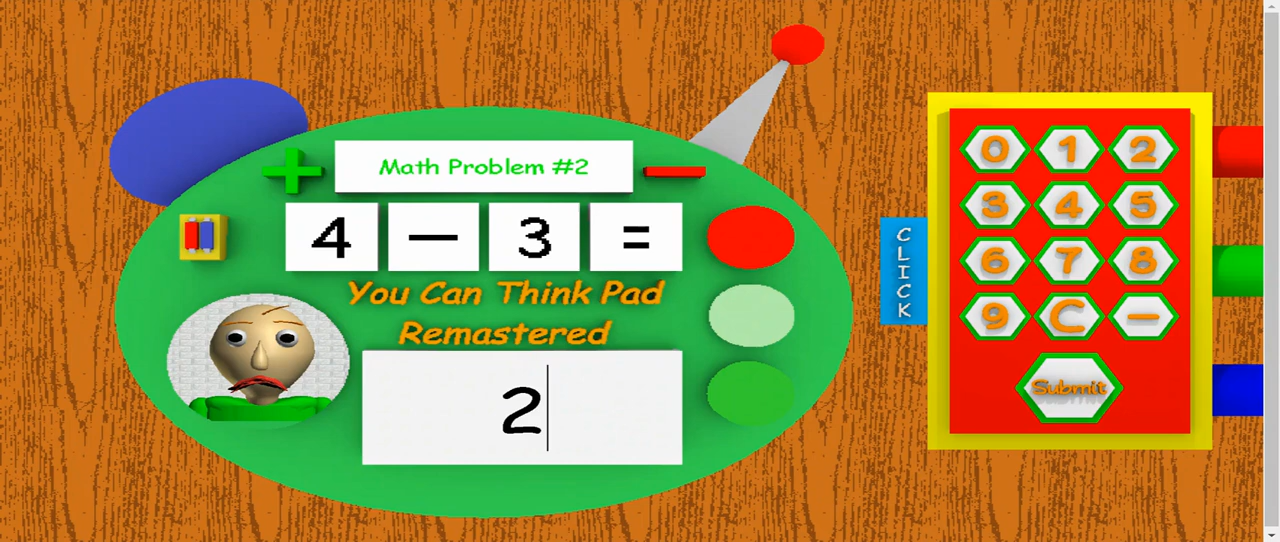 Math Problem #2
4 — 3 =
You Can Think Pad
Remastered
2
CLICK
0 1 2
3 4 5
6 7 8
9 C —
Submit